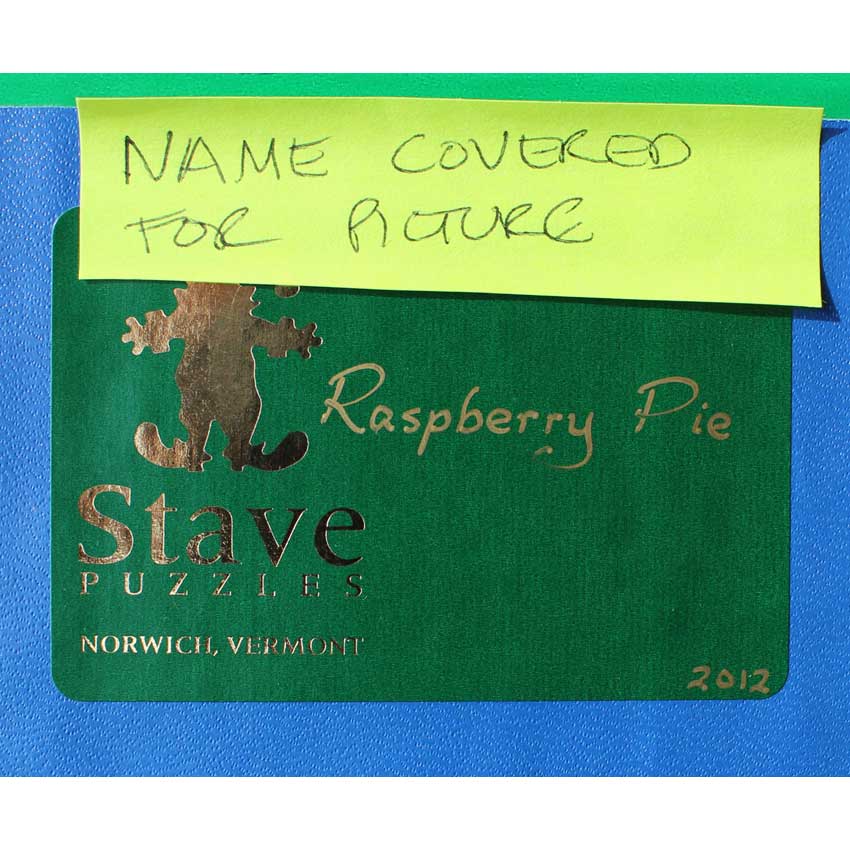 NAME COVERED
FOR PICTURE
Raspberry Pie
Stave
PUZZLES
NORWICH, VERMONT
2012